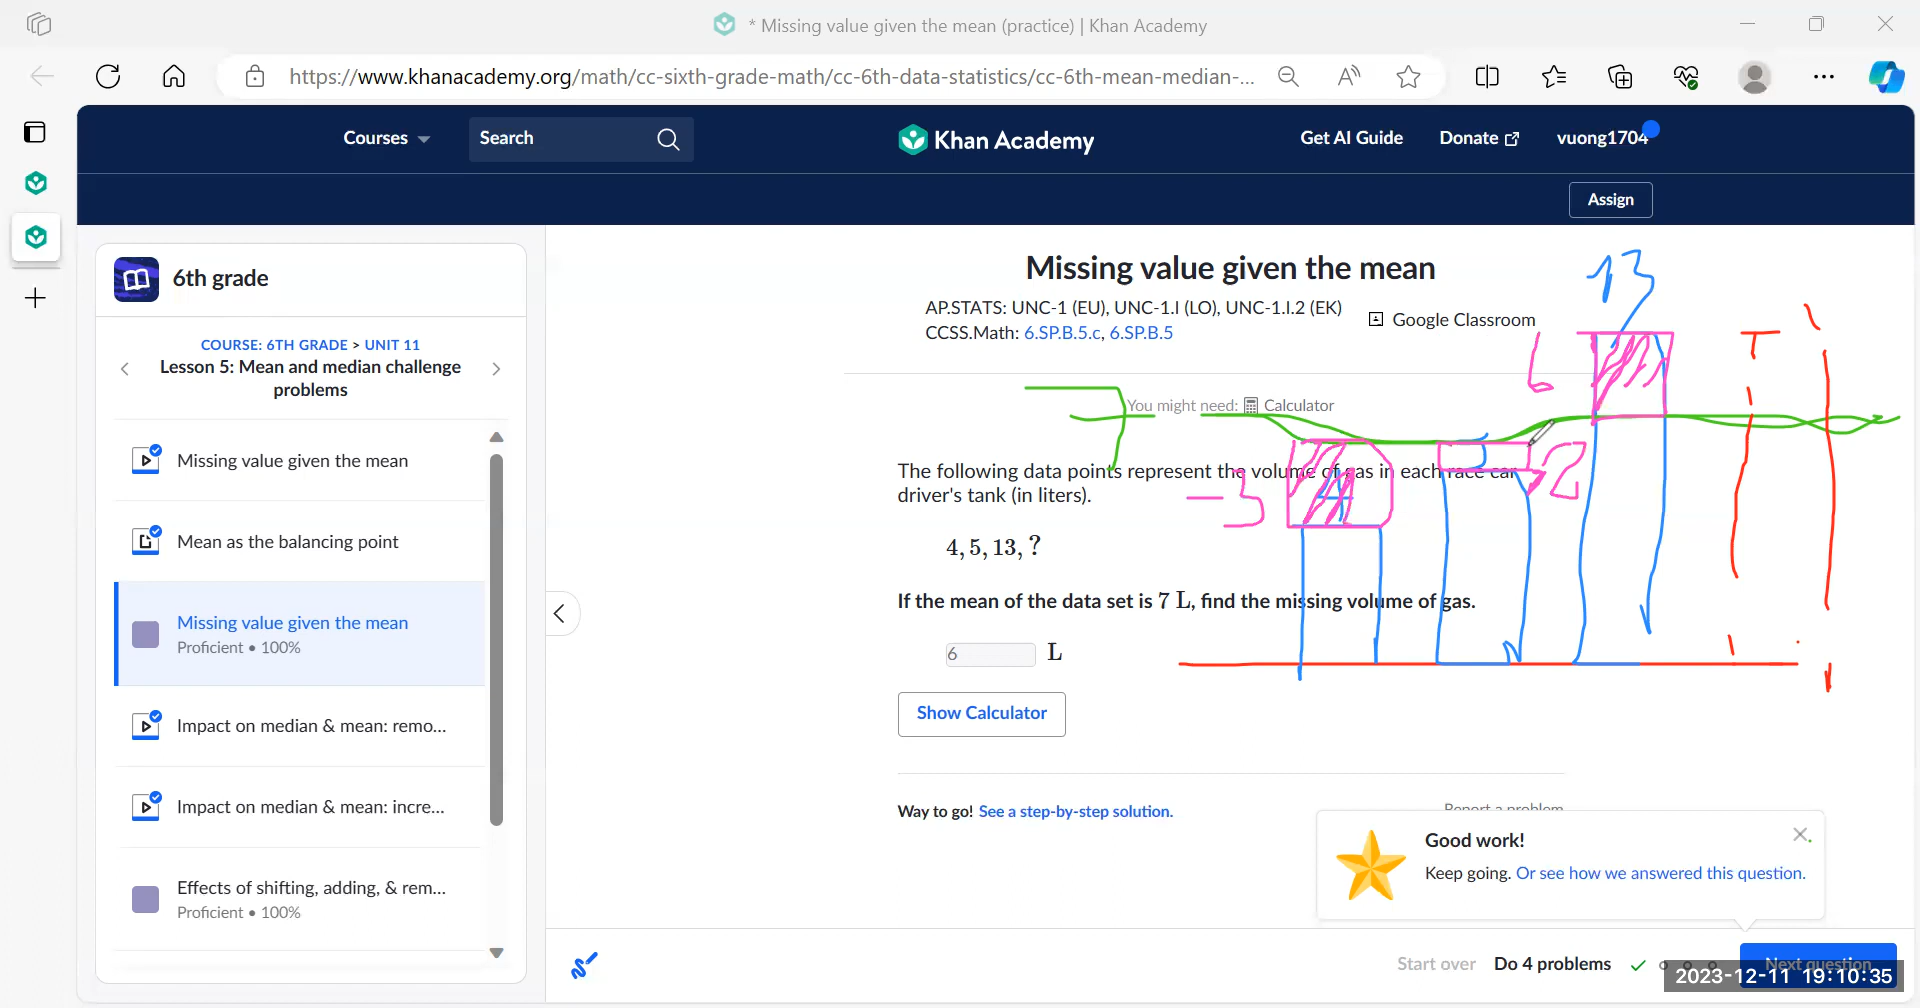 * Missing value given the mean (practice) | Khan Academy
https://www.khanacademy.org/math/cc-sixth-grade-math/cc-6th-data-statistics/cc-6th-mean-median-...
Courses
Search
Khan Academy
Get AI Guide
Donate
vuong1704
Assign
6th grade
COURSE: 6TH GRADE > UNIT 11
Lesson 5: Mean and median challenge
problems
Missing value given the mean
Mean as the balancing point
Missing value given the mean
Proficient • 100%
Impact on median & mean: remo...
Impact on median & mean: incre...
Effects of shifting, adding, & rem...
Proficient • 100%
Missing value given the mean
AP.STATS: UNC-1 (EU), UNC-1.I (LO), UNC-1.I.2 (EK)
CCSS.Math: 6.SP.B.5.c, 6.SP.B.5
Google Classroom
13
6
7
You might need: Calculator
The following data points represent the volume of gas in each race car
driver's tank (in liters).
-3
4
4, 5, 13, ?
If the mean of the data set is 7 L, find the missing volume of gas.
6 L
Show Calculator
Way to go! See a step-by-step solution.
Report a problem
Good work!
Keep going. Or see how we answered this question.
Start over
Do 4 problems
Next question
2023-12-11 19:10:35